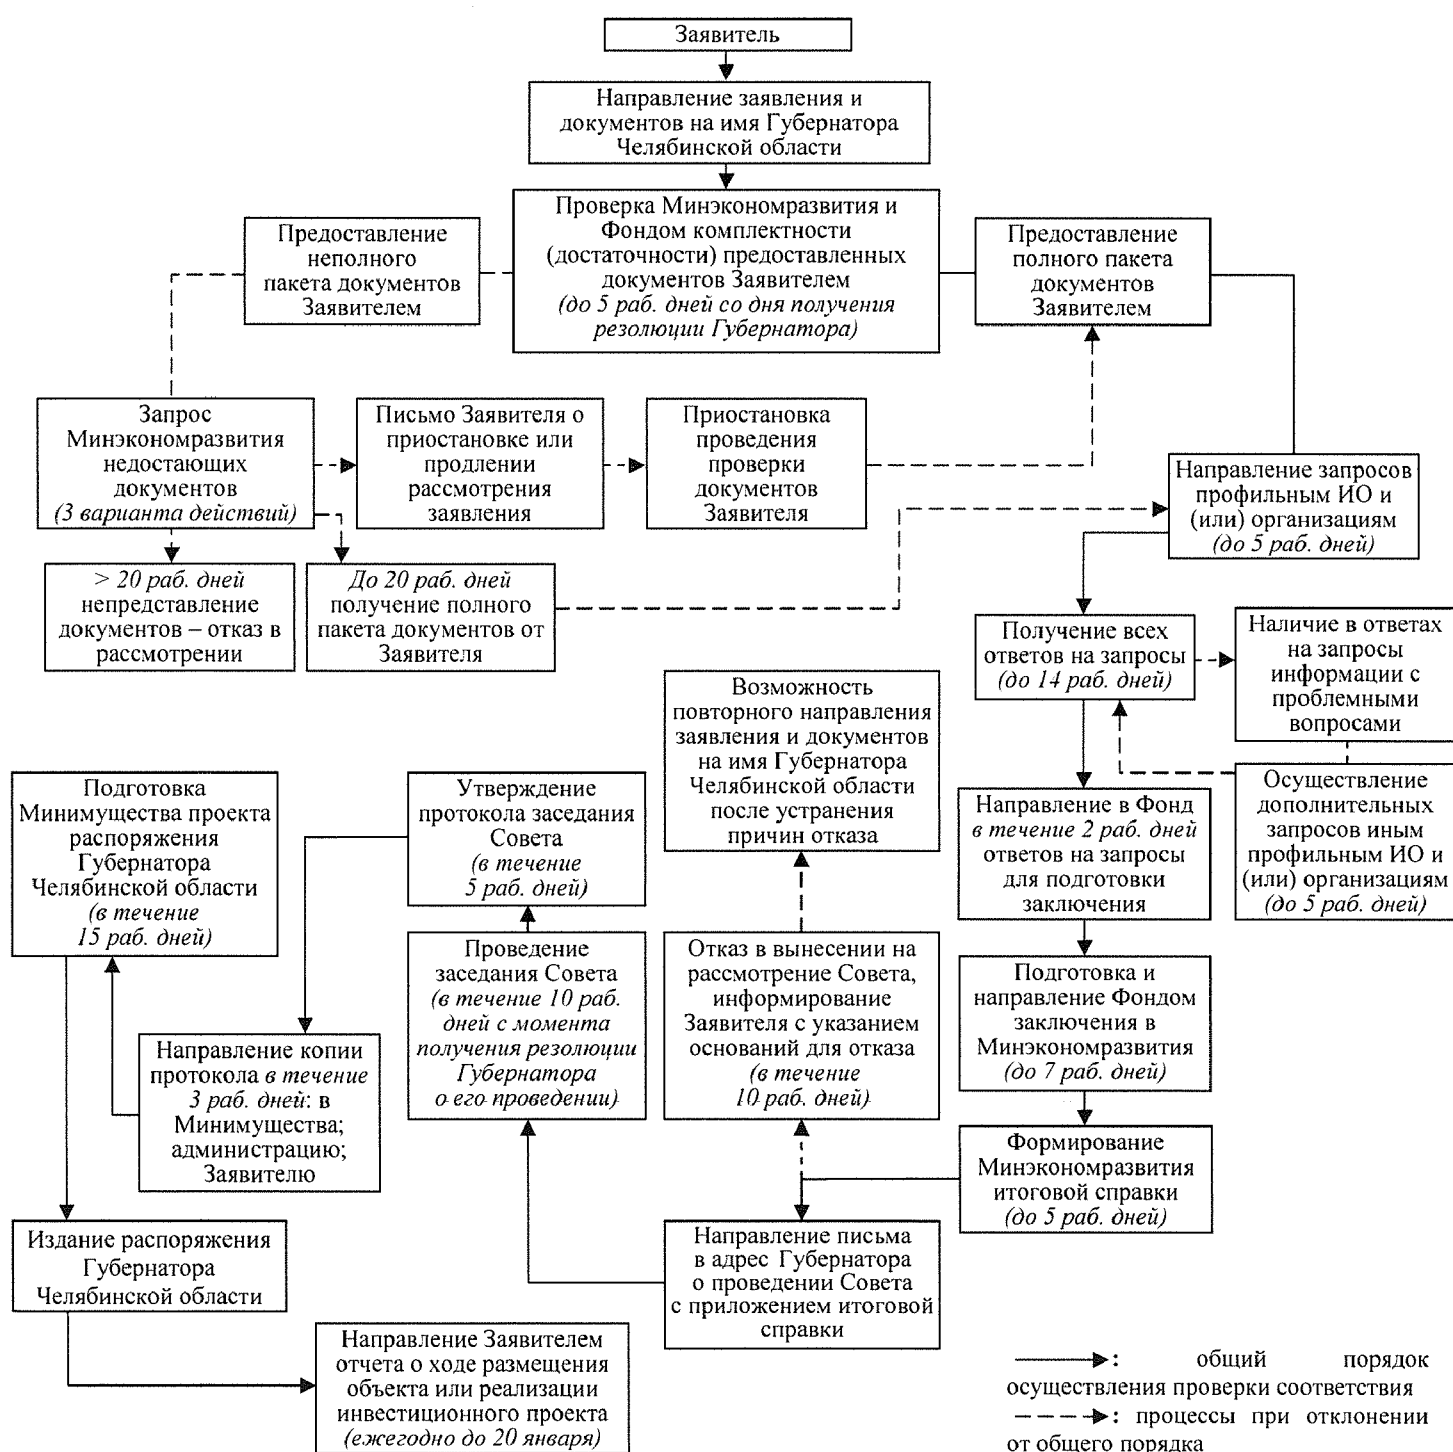 Заявитель
Направление заявления и
документов на имя Губернатора
Челябинской области
Проверка Минэкономразвития и
Фондом комплектности
(достаточности) предоставленных
документов Заявителем
(до 5 раб. дней со дня получения
резолюции Губернатора)
Предоставление
неполного
пакета документов
Заявителем
Предоставление
полного пакета
документов
Заявителем
Запрос
Минэкономразвития
недостающих
документов
(3 варианта действий)
Письмо Заявителя о
приостановке или
продлении
рассмотрения
заявления
Приостановка
проведения
проверки
документов
Заявителя
Направление запросов
профильным ИО и
(или) организациям
(до 5 раб. дней)
> 20 раб. дней
непредставление
документов – отказ в
рассмотрении
До 20 раб. дней
получение полного
пакета документов от
Заявителя
Получение всех
ответов на запросы
(до 14 раб. дней)
Наличие в ответах
на запросы
информации с
проблемными
вопросами
Возможность
повторного направления
заявления и документов
на имя Губернатора
Челябинской области
после устранения
причин отказа
Подготовка
Минимущества проекта
распоряжения
Губернатора
Челябинской области
(в течение
15 раб. дней)
Утверждение
протокола заседания
Совета
(в течение
5 раб. дней)
Направление в Фонд
в течение 2 раб. дней
ответов на запросы
для подготовки
заключения
Осуществление
дополнительных
запросов иным
профильным ИО и
(или) организациям
(до 5 раб. дней)
Проведение
заседания Совета
(в течение 10 раб.
дней с момента
получения резолюции
Губернатора
о его проведении)
Отказ в вынесении на
рассмотрение Совета,
информирование
Заявителя с указанием
оснований для отказа
(в течение
10 раб. дней)
Подготовка и
направление Фондом
заключения в
Минэкономразвития
(до 7 раб. дней)
Направление копии
протокола в течение
3 раб. дней: в
Минимущества;
администрацию;
Заявителю
Формирование
Минэкономразвития
итоговой справки
(до 5 раб. дней)
Издание распоряжения
Губернатора
Челябинской области
Направление письма
в адрес Губернатора
о проведении Совета
с приложением итоговой
справки
Направление Заявителем
отчета о ходе размещения
объекта или реализации
инвестиционного проекта
(ежегодно до 20 января)
: общий порядок
осуществления проверки соответствия
: процессы при отклонении
от общего порядка